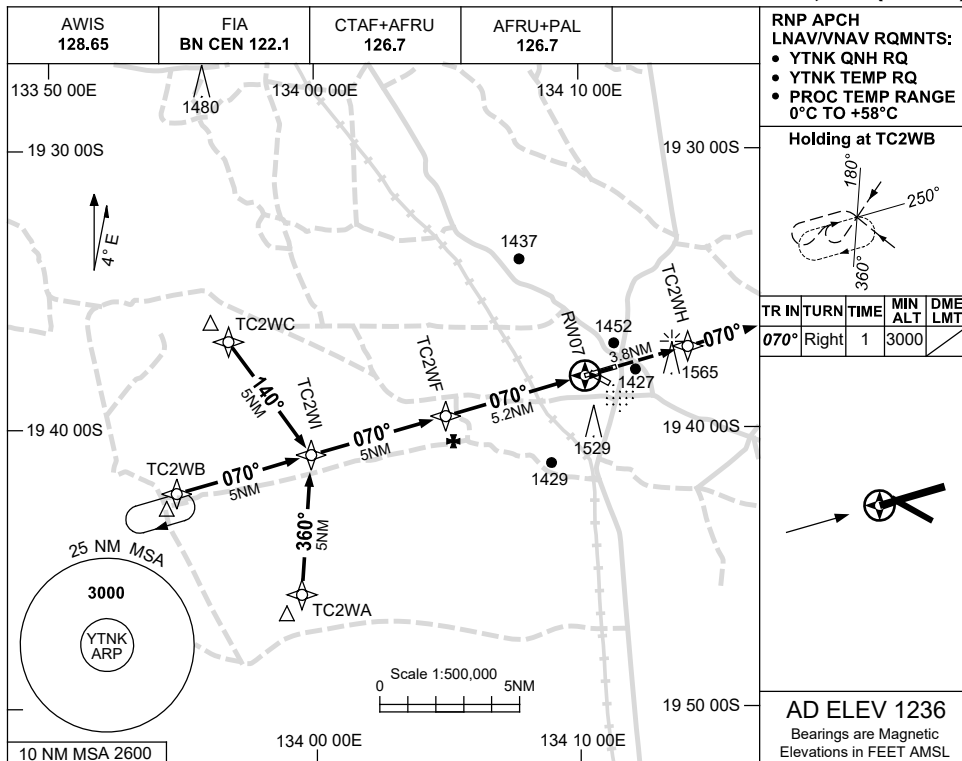 AWIS
128.65
FIA
BN CEN 122.1
CTAF+AFRU
126.7
AFRU+PAL
126.7
RNP APCH
LNAV/VNAV RQMNTS:
• YTNK QNH RQ
• YTNK TEMP RQ
• PROC TEMP RANGE
0°C TO +58°C
133 50 00E
134 00 00E
134 10 00E
1480
19 30 00S
19 30 00S
Holding at TC2WB
180°
250°
360°
4° E
1437
TC2WC
TC2WH
RW07
1452
3.8NM
070°
1565
1427
TR IN
TURN
TIME
MIN
ALT
DME
LMT
070°
Right
1
3000
140°
5NM
TC2WI
TC2WF
070°
5.2NM
19 40 00S
19 40 00S
070°
5NM
1529
1429
TC2WB
070°
5NM
360°
5NM
25 NM MSA
3000
TC2WA
YTNK
ARP
Scale 1:500,000
0
5NM
19 50 00S
134 00 00E
134 10 00E
10 NM MSA 2600
AD ELEV 1236
Bearings are Magnetic
Elevations in FEET AMSL